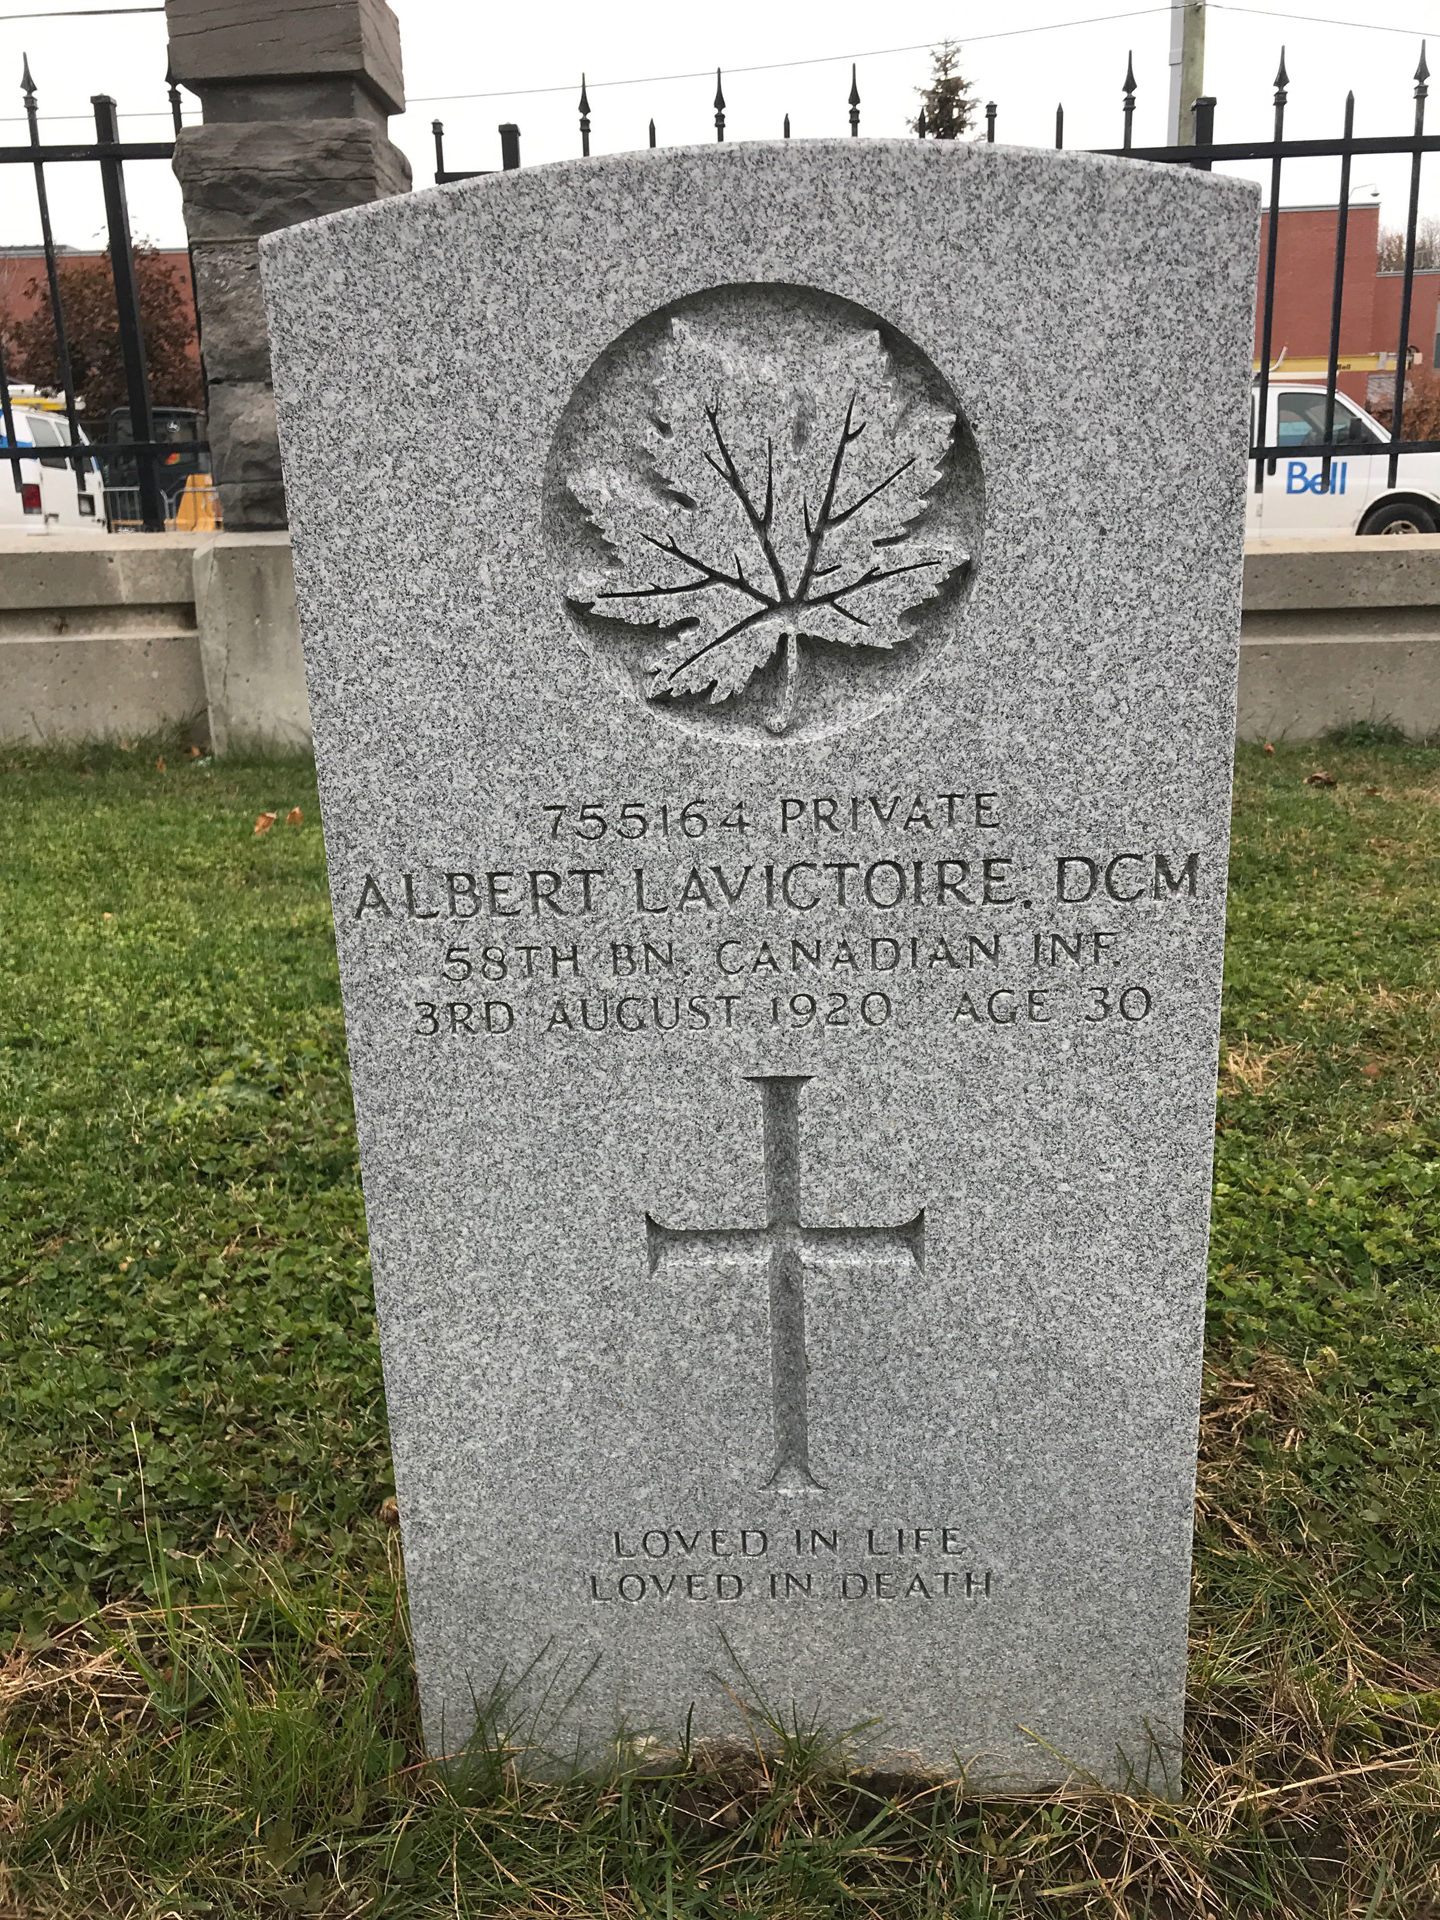 755164 PRIVATE
ALBERT LAVICTOIRE, DCM
58TH BN. CANADIAN INF.
3RD AUGUST 1920 AGE 30
LOVED IN LIFE
LOVED IN DEATH
Bell
Bell